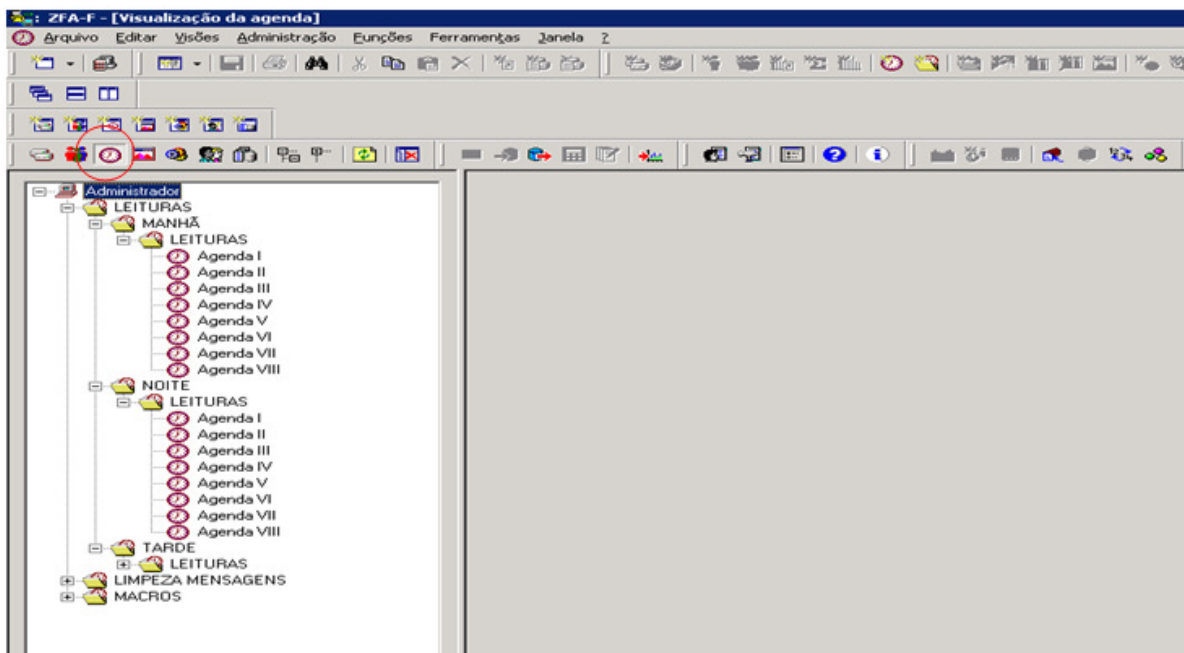 ZFA-F - [Visualização da agenda]
Arquivo Editar Visões Administração Funções Ferramentas Janela ?
Administrador
LEITURAS
MANHÃ
LEITURAS
Agenda I
Agenda II
Agenda III
Agenda IV
Agenda V
Agenda VI
Agenda VII
Agenda VIII
NOITE
LEITURAS
Agenda I
Agenda II
Agenda III
Agenda IV
Agenda V
Agenda VI
Agenda VII
Agenda VIII
TARDE
LEITURAS
LIMPEZA MENSAGENS
MACROS